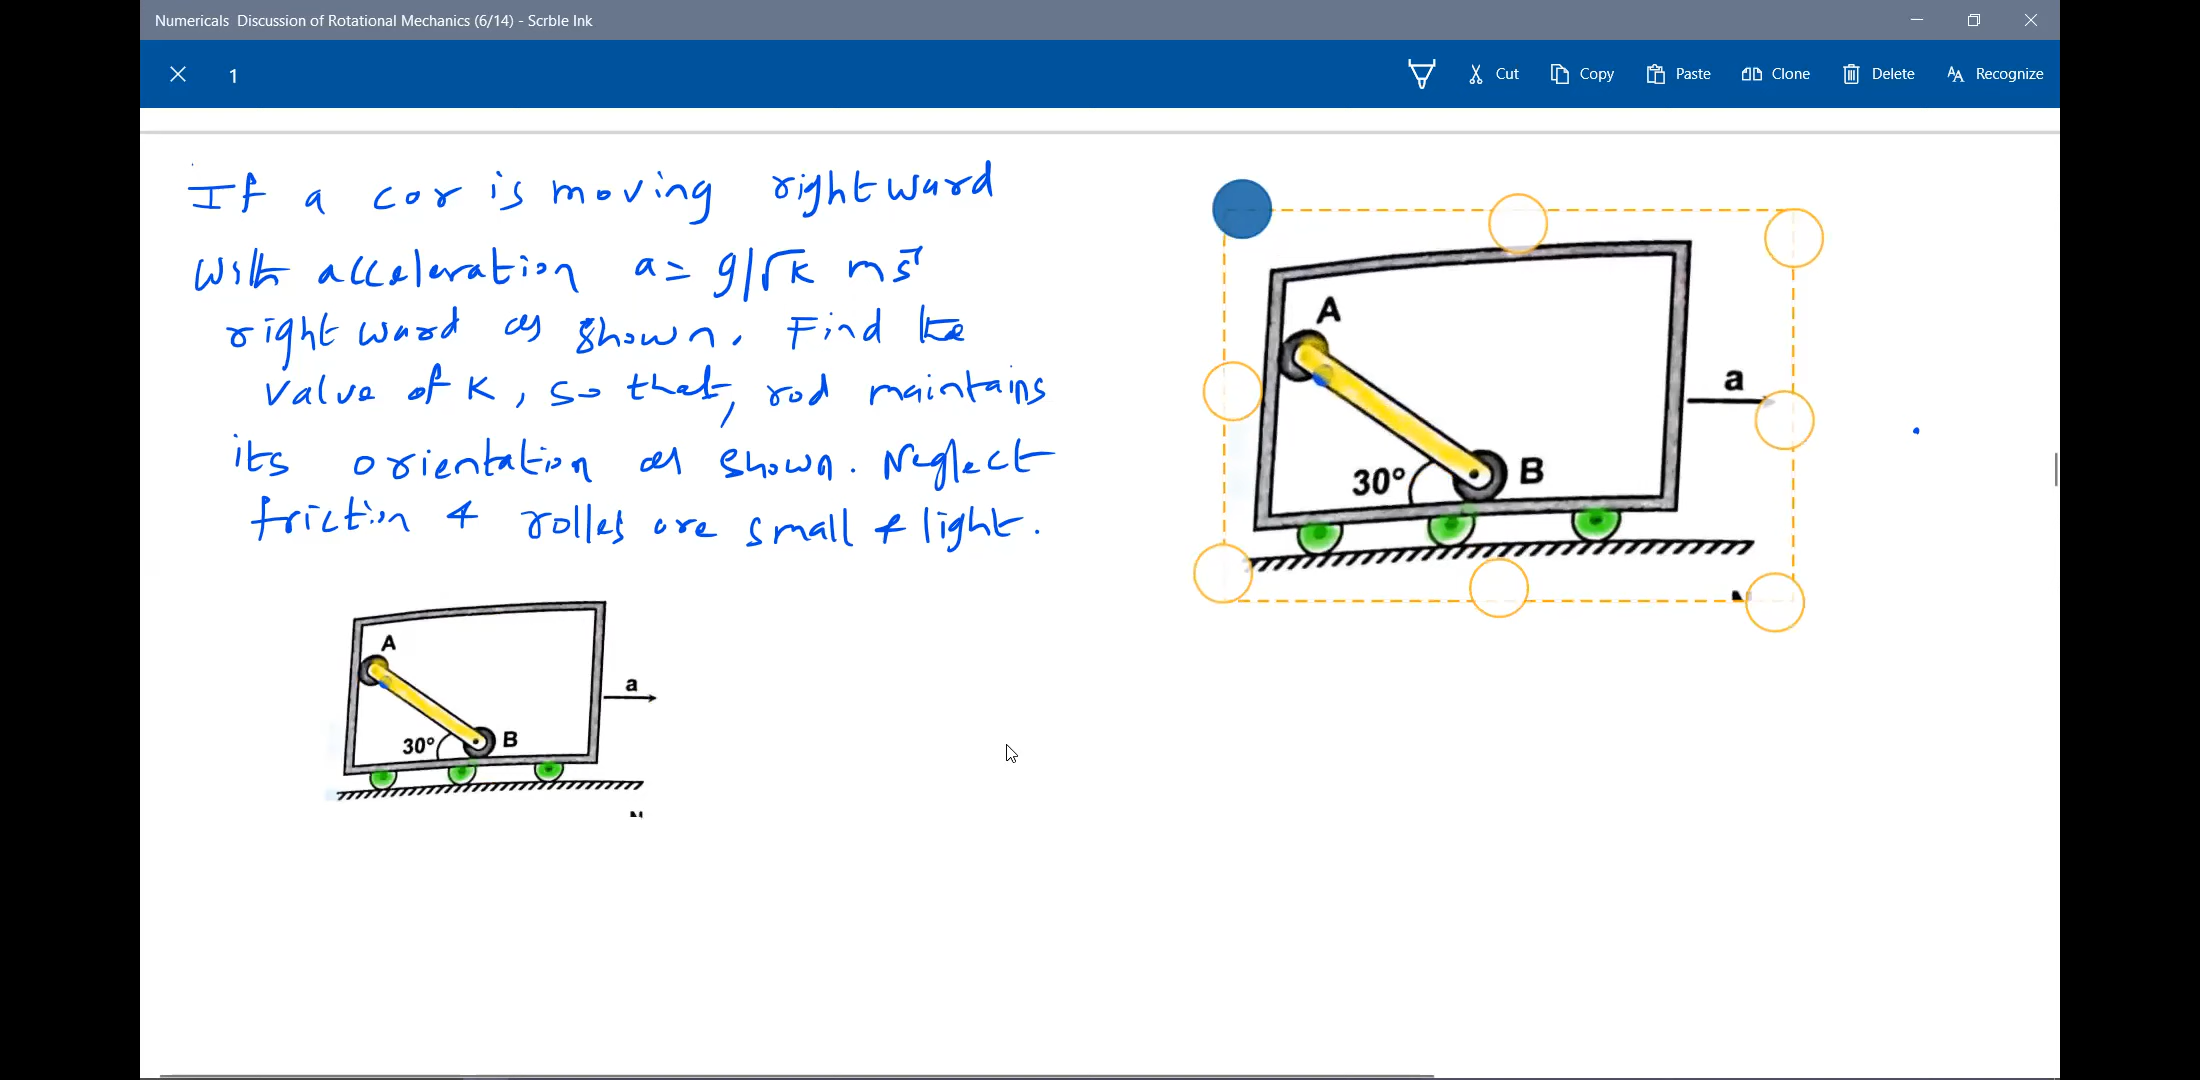 Numericals Discussion of Rotational Mechanics (6/14) - Scrble Ink
1
Cut
Copy
Paste
Clone
Delete
Recognize
If a car is moving rightward
with acceleration a = g/√k ms⁻²
rightward as shown. Find the
value of K, so that, rod maintains
its orientation as shown. Neglect
friction & rolles are small & light.
A
a
30°
B
A
a
30°
B